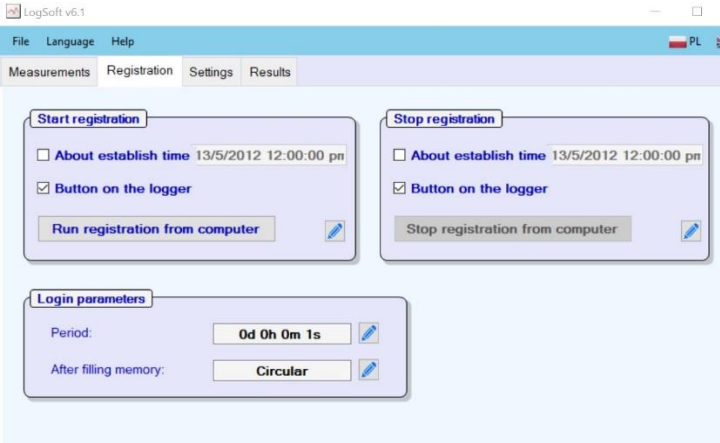 LogSoft v6.1
File Language Help PL
Measurements Registration Settings Results
Start registration
About establish time 13/5/2012 12:00:00 pm
Button on the logger
Run registration from computer
Stop registration
About establish time 13/5/2012 12:00:00 pm
Button on the logger
Stop registration from computer
Login parameters
Period: 0d 0h 0m 1s
After filling memory: Circular